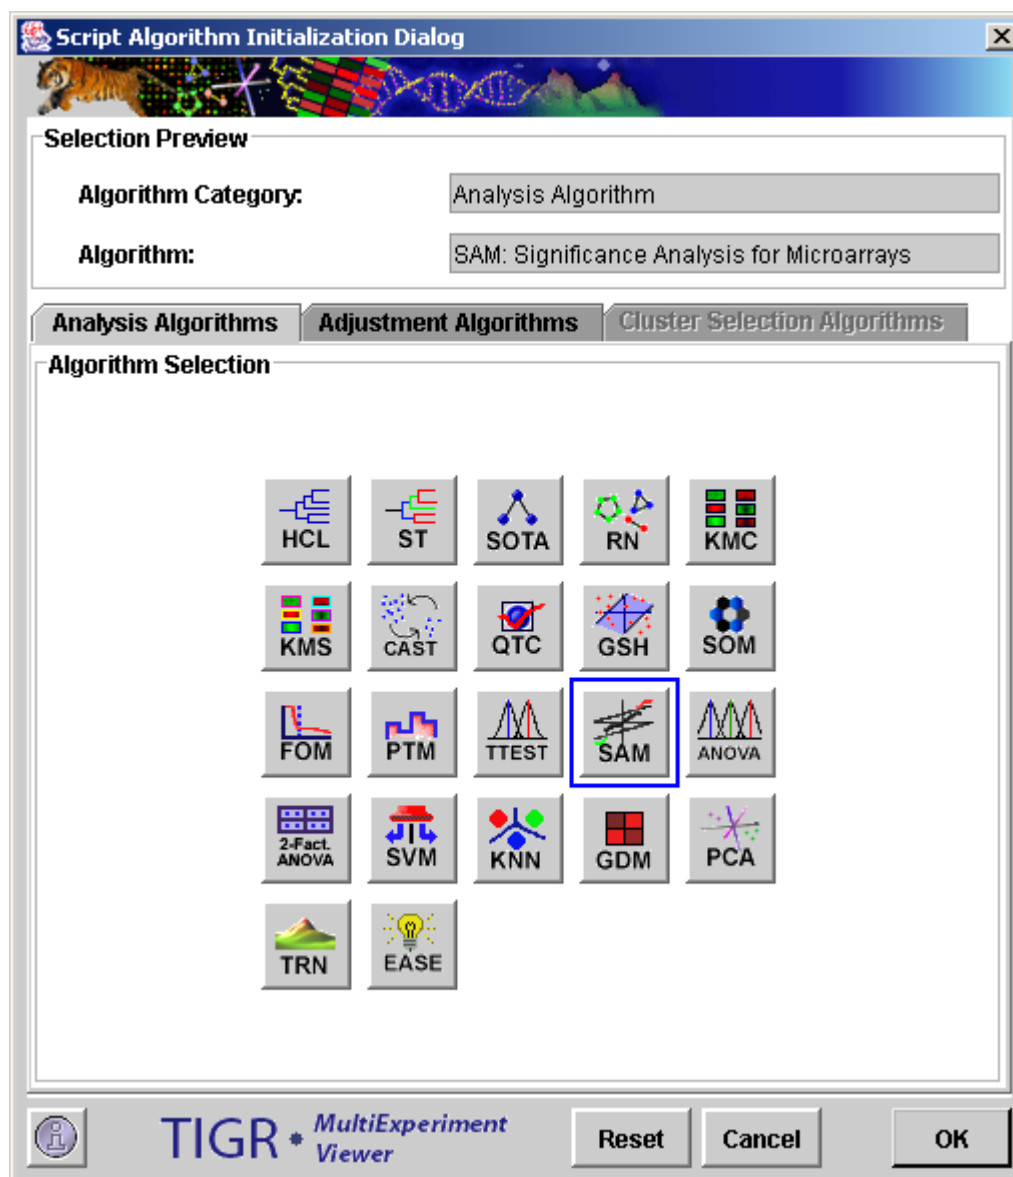 Script Algorithm Initialization Dialog
Selection Preview
Algorithm Category: Analysis Algorithm
Algorithm: SAM: Significance Analysis for Microarrays
Analysis Algorithms Adjustment Algorithms Cluster Selection Algorithms
Algorithm Selection
HCL ST SOTA RN KMC
KMS CAST QTC GSH SOM
FOM PTM TTEST SAM ANOVA
2-Fact.
ANOVA SVM KNN GDM PCA
TRN EASE
TIGR MultiExperiment
Viewer
Reset Cancel OK